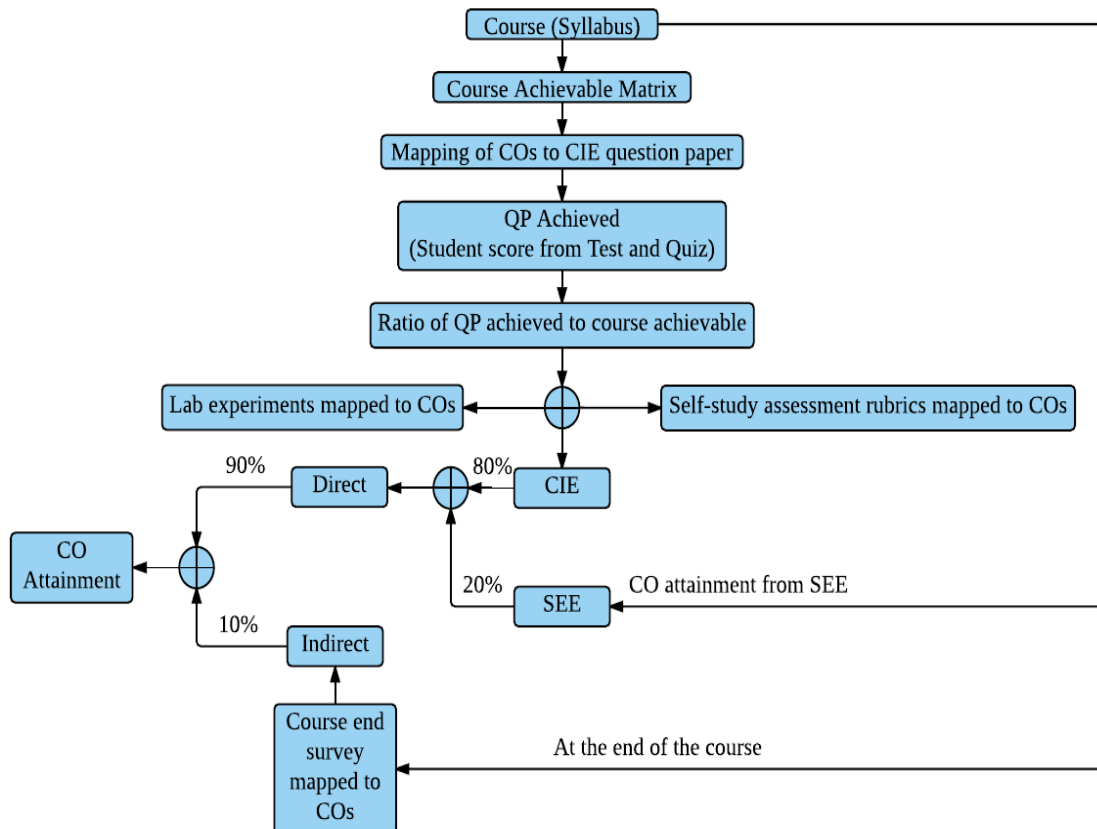 Course (Syllabus)
Course Achievable Matrix
Mapping of COs to CIE question paper
QP Achieved
(Student score from Test and Quiz)
Ratio of QP achieved to course achievable
Lab experiments mapped to COs
Self-study assessment rubrics mapped to COs
90%
Direct
80%
CIE
CO
Attainment
20%
SEE
CO attainment from SEE
10%
Indirect
Course end
survey
mapped to
COs
At the end of the course